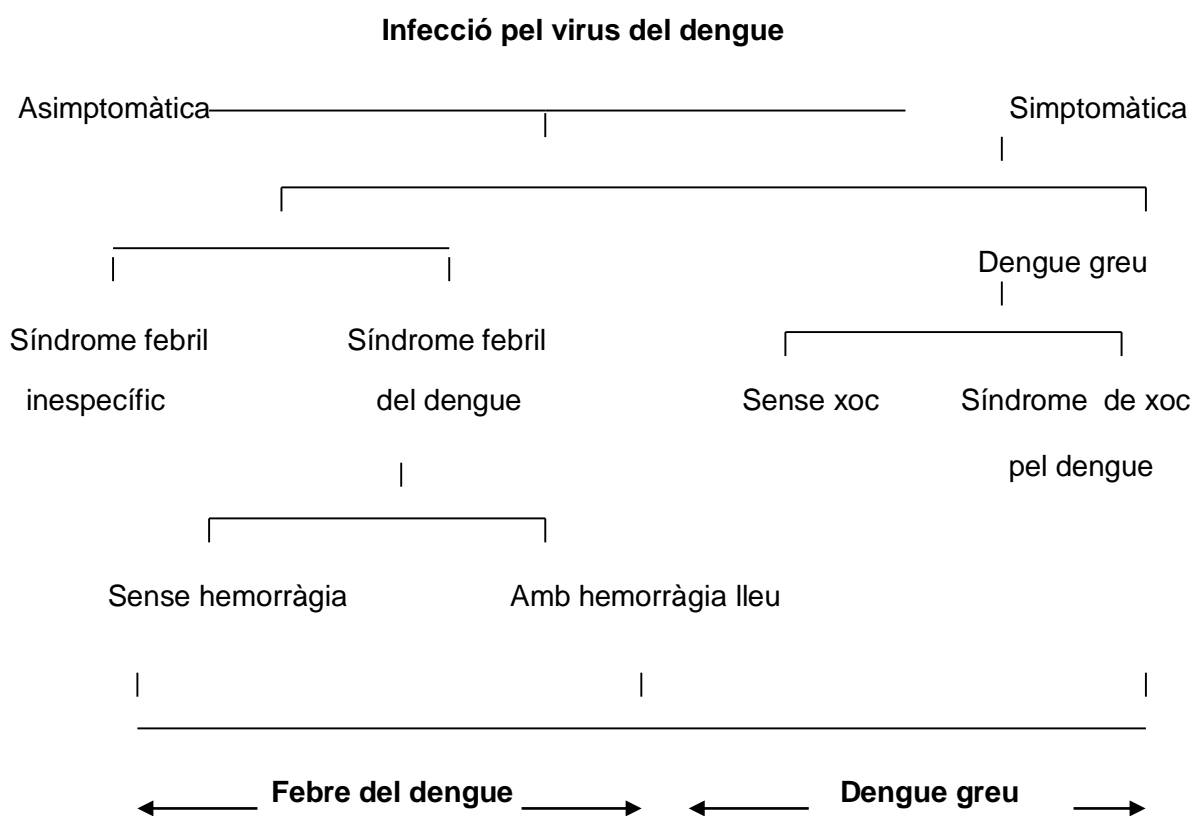 Infecció pel virus del dengue
Asimptomàtica
Simptomàtica
Dengue greu
Síndrome febril
inespecífic
Síndrome febril
del dengue
Sense xoc
Síndrome de xoc
pel dengue
Sense hemorràgia
Amb hemorràgia lleu
Febre del dengue
Dengue greu